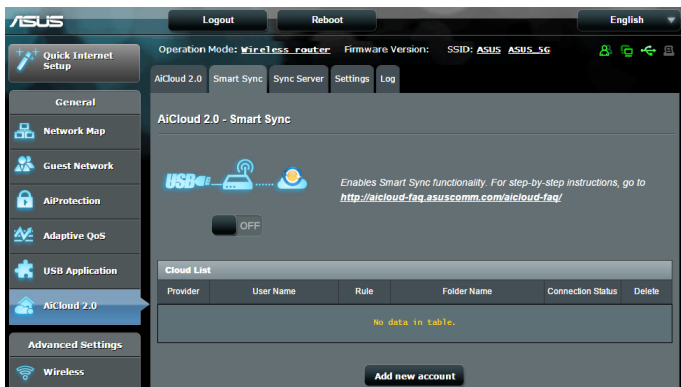 ASUS
Logout
Reboot
English
Quick Internet
Setup
Operation Mode: Wireless router Firmware Version: SSID: ASUS ASUS_5G
AiCloud 2.0 Smart Sync Sync Server Settings Log
General
Network Map
Guest Network
AiProtection
Adaptive QoS
USB Application
AiCloud 2.0
Advanced Settings
Wireless
AiCloud 2.0 - Smart Sync
USB
Enables Smart Sync functionality. For step-by-step instructions, go to
http://aicloud-faq.asuscomm.com/aicloud-faq/
OFF
Cloud List
Provider User Name Rule Folder Name Connection Status Delete
No data in table.
Add new account